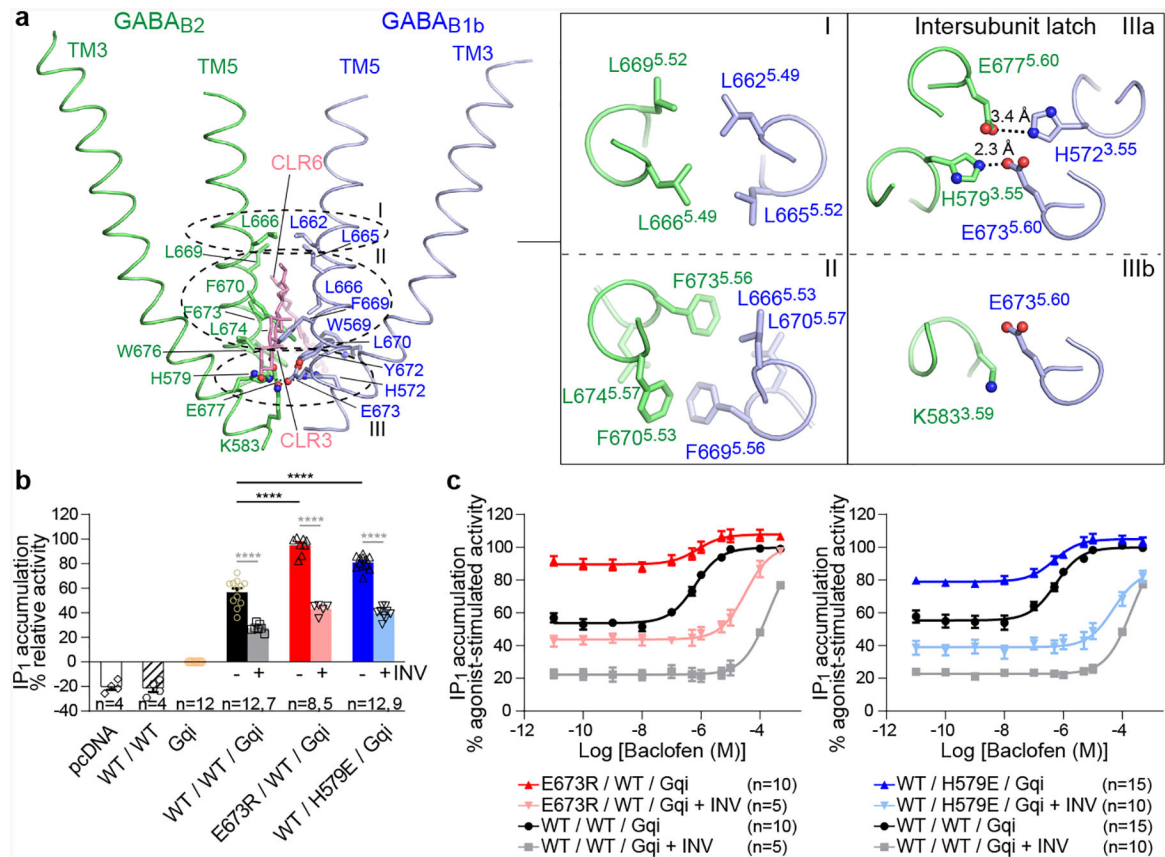 a
GABAB2
GABAB1b
TM3
TM5
TM5
TM3
CLR6
I
L666
L662
L669
L665
II
F670
L666
F673
F669
L674
W569
W676
L670
H579
Y672
E677
H572
E673
III
K583
CLR3
I
L669^5.52
L662^5.49
L666^5.49
L665^5.52
II
F673^5.56
L666^5.53
L670^5.57
L674^5.57
F670^5.53
F669^5.56
Intersubunit latch
IIIa
E677^5.60
3.4 Å
H572^3.55
2.3 Å
H579^3.55
E673^5.60
IIIb
E673^5.60
K583^3.59
b
IP1 accumulation
% relative activity
120
100
80
60
40
20
0
-20
-40
****
****
****
****
****
- + - + - + INV
n=4 n=4 n=12 n=12,7 n=8,5 n=12,9
pcDNA
WT / WT
Gqi
WT / WT / Gqi
E673R / WT / Gqi
WT / H579E / Gqi
c
IP1 accumulation
% agonist-stimulated activity
120
100
80
60
40
20
0
-12 -10 -8 -6 -4 -2
Log [Baclofen (M)]
E673R / WT / Gqi (n=10)
E673R / WT / Gqi + INV (n=5)
WT / WT / Gqi (n=10)
WT / WT / Gqi + INV (n=5)
IP1 accumulation
% agonist-stimulated activity
120
100
80
60
40
20
0
-12 -10 -8 -6 -4 -2
Log [Baclofen (M)]
WT / H579E / Gqi (n=15)
WT / H579E / Gqi + INV (n=10)
WT / WT / Gqi (n=15)
WT / WT / Gqi + INV (n=10)